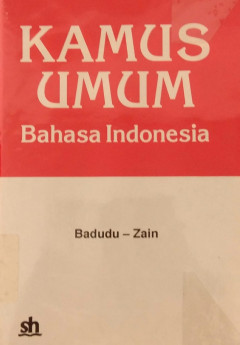 KAMUS
UMUM
Bahasa Indonesia
Badudu – Zain
sh